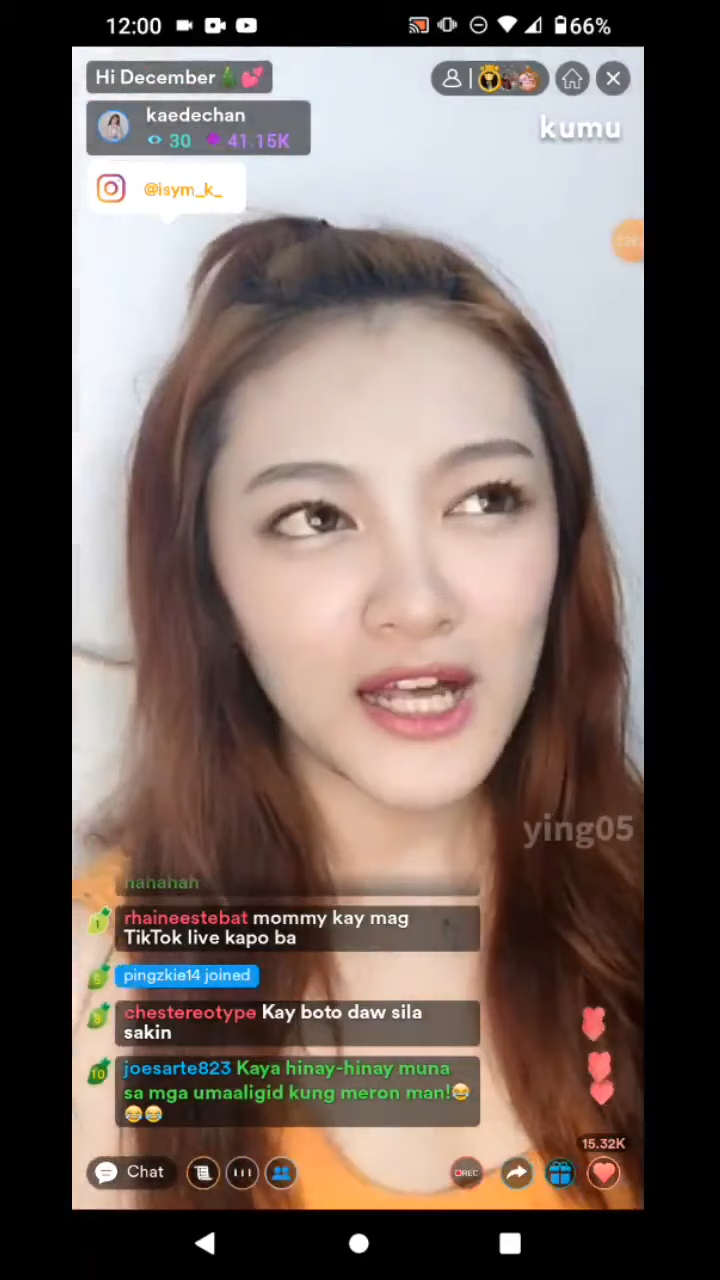 12:00
66%
Hi December
kaedechan
30
41.15K
kumu
@isym_k_
ying05
hahahah
rhaineestebat mommy kay mag
TikTok live kapo ba
pingzkie14 joined
chestereotype Kay boto daw sila
sakin
joesarte823 Kaya hinay-hinay muna
sa mga umaaligid kung meron man!
15.32K
Chat
REC